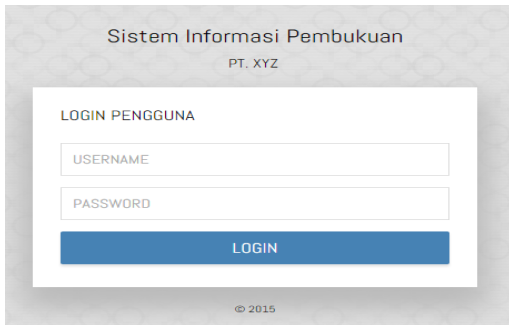 Sistem Informasi Pembukuan
PT. XYZ
LOGIN PENGGUNA
USERNAME
PASSWORD
LOGIN
© 2015